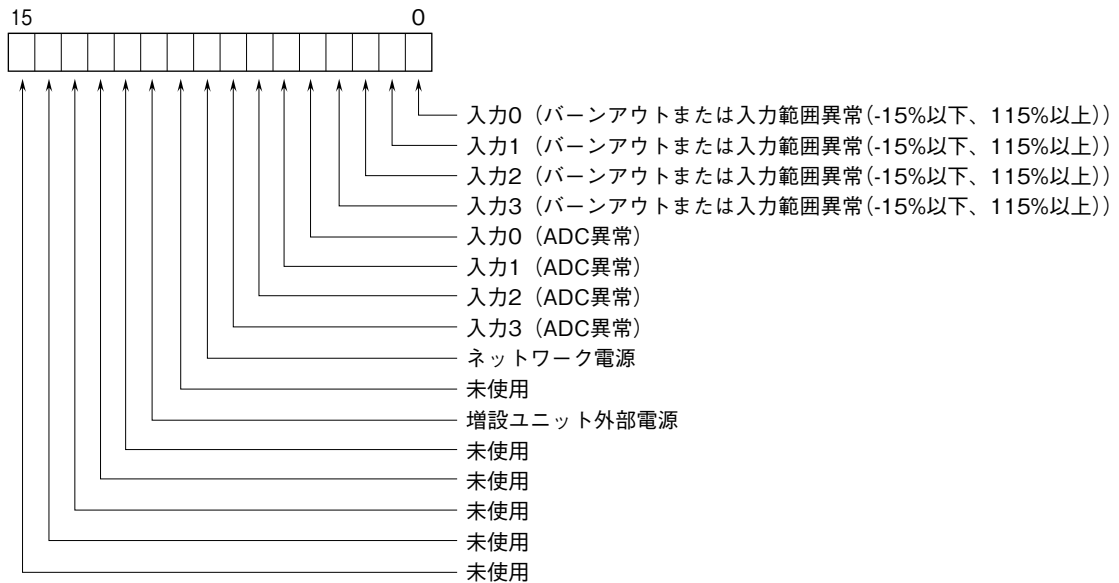 15 0
入力0（バーンアウトまたは入力範囲異常(-15%以下、115%以上)）
入力1（バーンアウトまたは入力範囲異常(-15%以下、115%以上)）
入力2（バーンアウトまたは入力範囲異常(-15%以下、115%以上)）
入力3（バーンアウトまたは入力範囲異常(-15%以下、115%以上)）
入力0（ADC異常）
入力1（ADC異常）
入力2（ADC異常）
入力3（ADC異常）
ネットワーク電源
未使用
増設ユニット外部電源
未使用
未使用
未使用
未使用
未使用